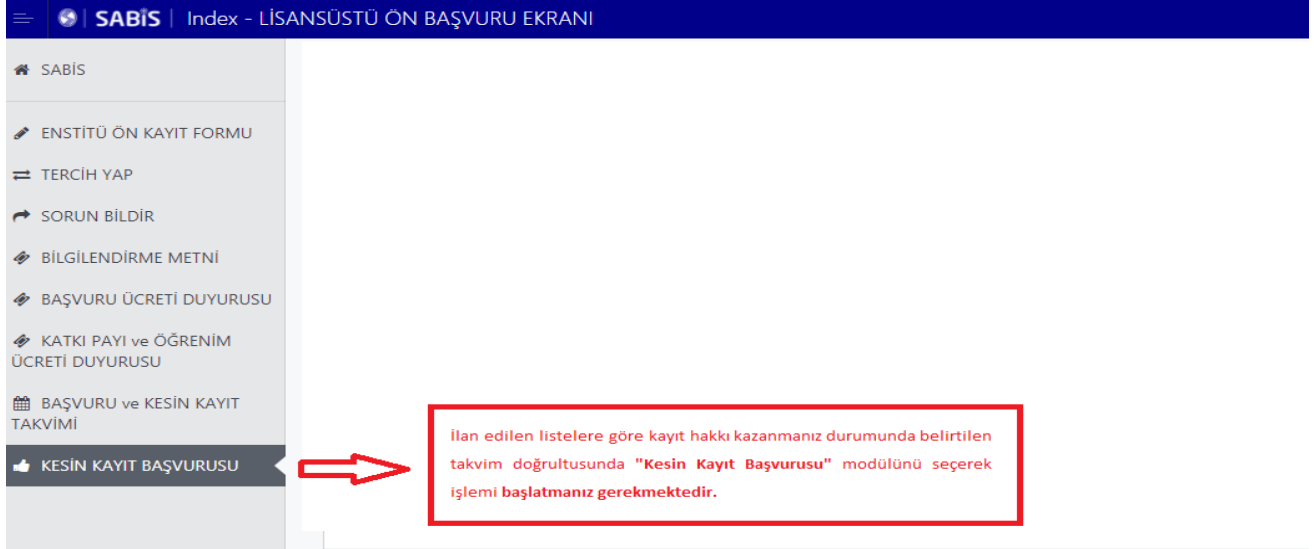 SABİS | Index - LİSANSÜSTÜ ÖN BAŞVURU EKRANI
SABİS
ENSTİTÜ ÖN KAYIT FORMU
TERCİH YAP
SORUN BİLDİR
BİLGİLENDİRME METNİ
BAŞVURU ÜCRETİ DUYURUSU
KATKI PAYI ve ÖĞRENİM
ÜCRETİ DUYURUSU
BAŞVURU ve KESİN KAYIT
TAKVİMİ
KESİN KAYIT BAŞVURUSU
İlan edilen listelere göre kayıt hakkı kazanmanız durumunda belirtilen
takvim doğrultusunda "Kesin Kayıt Başvurusu" modülünü seçerek
işlemi başlatmanız gerekmektedir.